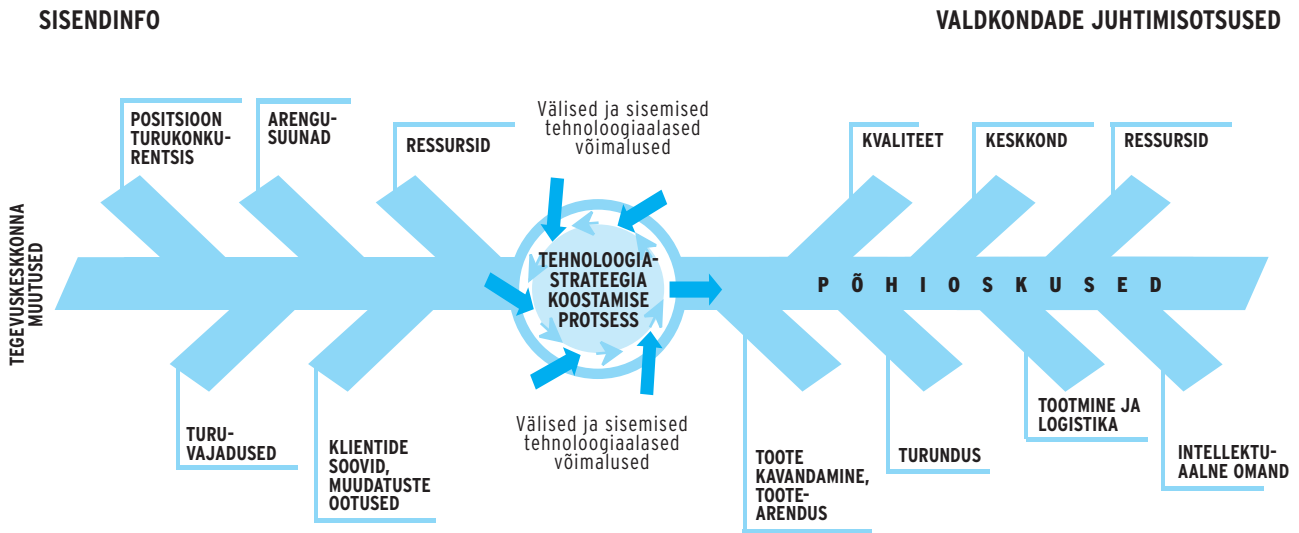 SISENDINFO
VALDKONDADE JUHTIMISOTSUSED
POSITSIOON
TURUKONKU-
RENTSIS
ARENGU-
SUUNAD
RESSURSID
Välised ja sisemised
tehnoloogiaalased
võimalused
KVALITEET
KESKKOND
RESSURSID
TEGEVUSKESKKONNA
MUUTUSED
TEHNOLOOGIA-
STRATEEGIA
KOOSTAMISE
PROTSESS
PÕHIOSKUSED
TURU-
VAJADUSED
KLIENTIDE
SOOVID,
MUUDATUSTE
OOTUSED
Välised ja sisemised
tehnoloogiaalased
võimalused
TOOTE
KAVANDAMINE,
TOOTE-
ARENDUS
TURUNDUS
TOOTMINE JA
LOGISTIKA
INTELLEKTU-
AALNE OMAND